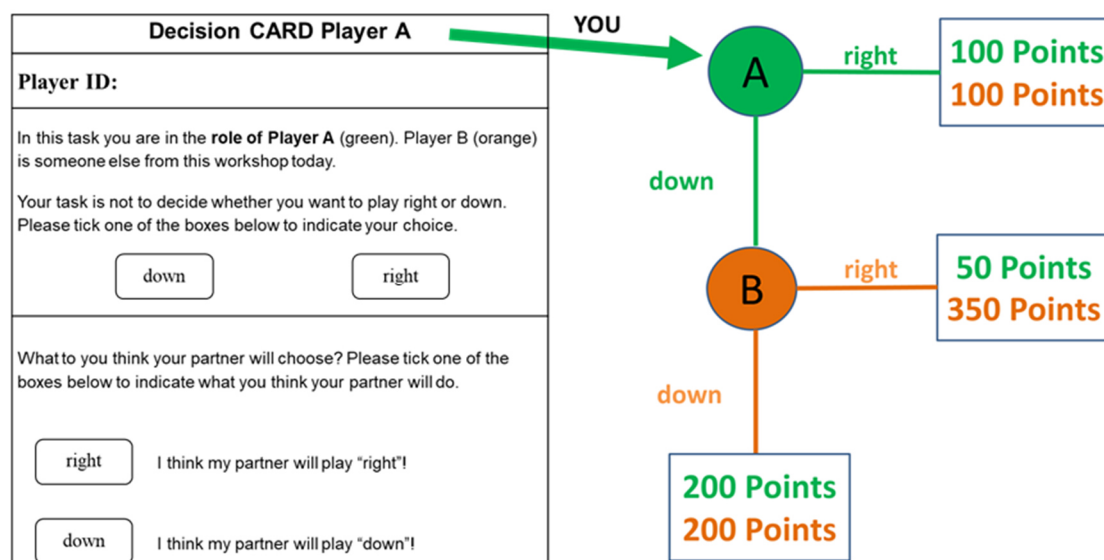 Decision CARD Player A
Player ID:
In this task you are in the role of Player A (green). Player B (orange)
is someone else from this workshop today.
Your task is not to decide whether you want to play right or down.
Please tick one of the boxes below to indicate your choice.
down
right
What to you think your partner will choose? Please tick one of the
boxes below to indicate what you think your partner will do.
right
I think my partner will play “right”!
down
I think my partner will play “down”!
YOU
A
right
100 Points
100 Points
down
B
right
50 Points
350 Points
down
200 Points
200 Points